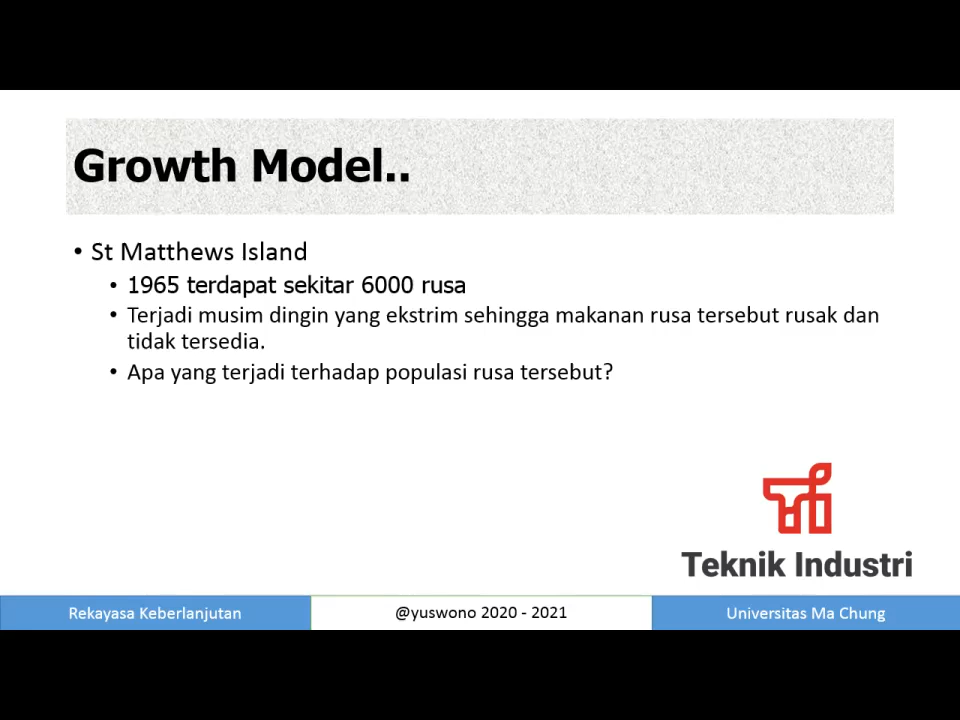 Growth Model..
• St Matthews Island
• 1965 terdapat sekitar 6000 rusa
• Terjadi musim dingin yang ekstrim sehingga makanan rusa tersebut rusak dan
tidak tersedia.
• Apa yang terjadi terhadap populasi rusa tersebut?
Teknik Industri
Rekayasa Keberlanjutan
@yuswono 2020 - 2021
Universitas Ma Chung